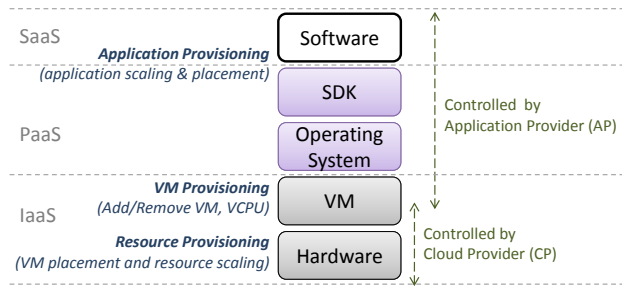 SaaS
Software
Application Provisioning
(application scaling & placement)
SDK
Controlled by
Application Provider (AP)
PaaS
Operating
System
VM Provisioning
(Add/Remove VM, VCPU)
VM
IaaS
Controlled by
Cloud Provider (CP)
Resource Provisioning
(VM placement and resource scaling)
Hardware